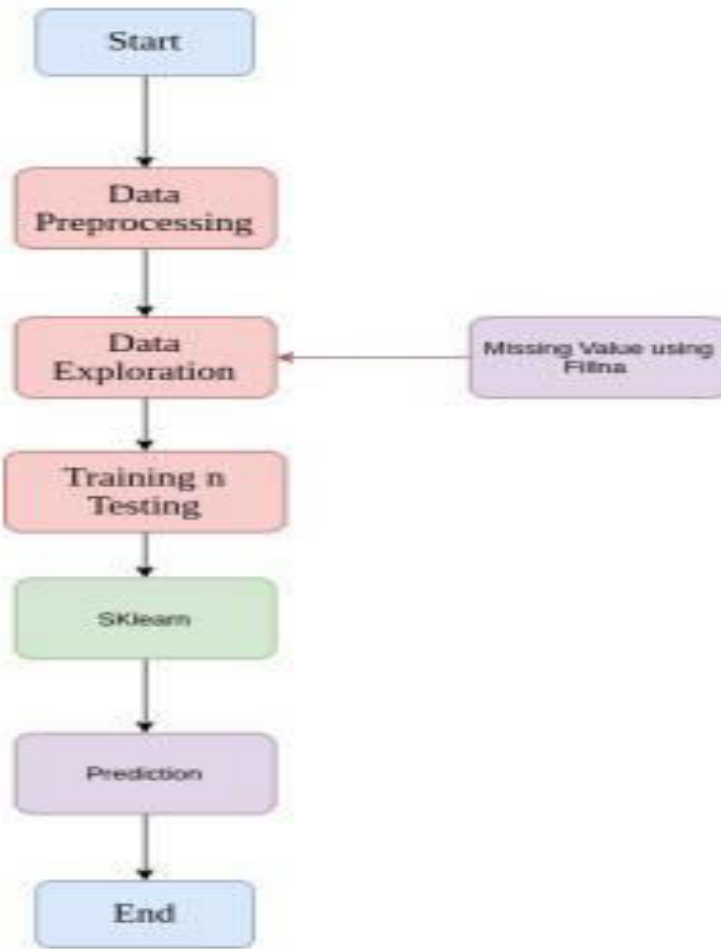 Start
Data
Preprocessing
Data
Exploration
Missing Value using
Fillna
Training n
Testing
SKlearn
Prediction
End